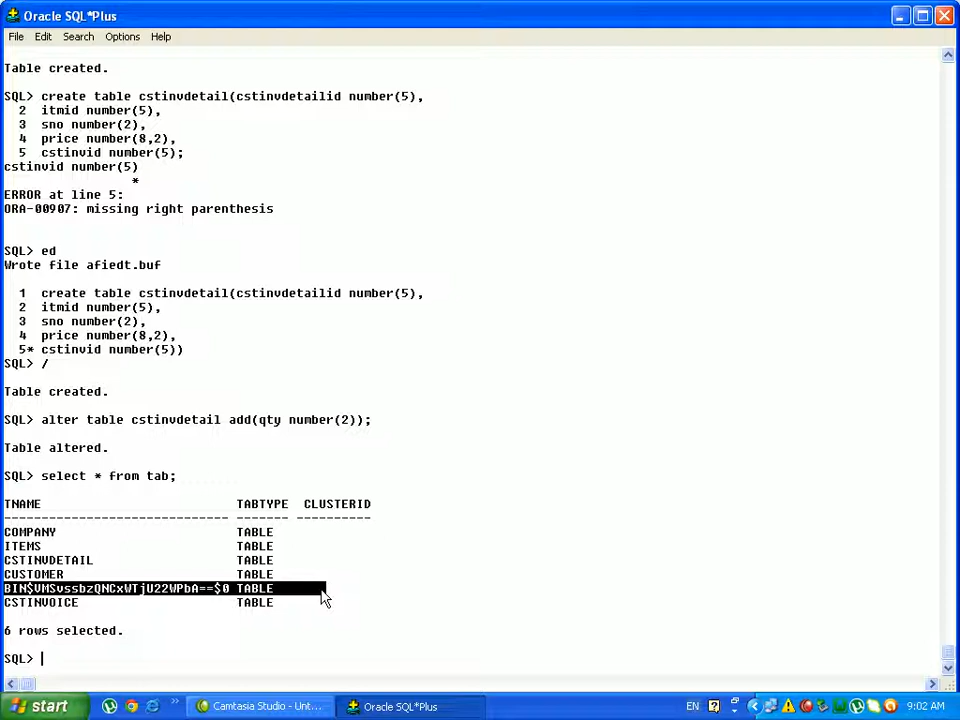 Oracle SQL*Plus
File Edit Search Options Help
Table created.
SQL> create table cstinvdetail(cstinvdetailid number(5),
2 itmid number(5),
3 sno number(2),
4 price number(8,2),
5 cstinvid number(5);
cstinvid number(5)
*
ERROR at line 5:
ORA-00907: missing right parenthesis
SQL> ed
Wrote file afiedt.buf
1 create table cstinvdetail(cstinvdetailid number(5),
2 itmid number(5),
3 sno number(2),
4 price number(8,2),
5* cstinvid number(5))
SQL> /
Table created.
SQL> alter table cstinvdetail add(qty number(2));
Table altered.
SQL> select * from tab;
TNAME TABTYPE CLUSTERID
------------------------------ ------- ----------
COMPANY TABLE
ITEMS TABLE
CSTINVDETAIL TABLE
CUSTOMER TABLE
BIN$VMSvssbzQNCxWTjU22WPbA==$0 TABLE
CSTINVOICE TABLE
6 rows selected.
SQL>
start Camtasia Studio - Unt... Oracle SQL*Plus EN 9:02 AM